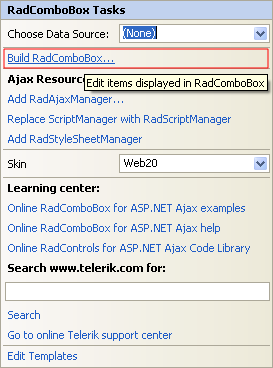 RadComboBox Tasks
Choose Data Source: (None)
Build RadComboBox...
Edit items displayed in RadComboBox
Ajax Resource
Add RadAjaxManager...
Replace ScriptManager with RadScriptManager
Add RadStyleSheetManager
Skin Web20
Learning center:
Online RadComboBox for ASP.NET Ajax examples
Online RadComboBox for ASP.NET Ajax help
Online RadControls for ASP.NET Ajax Code Library
Search www.telerik.com for:
Search
Go to online Telerik support center
Edit Templates